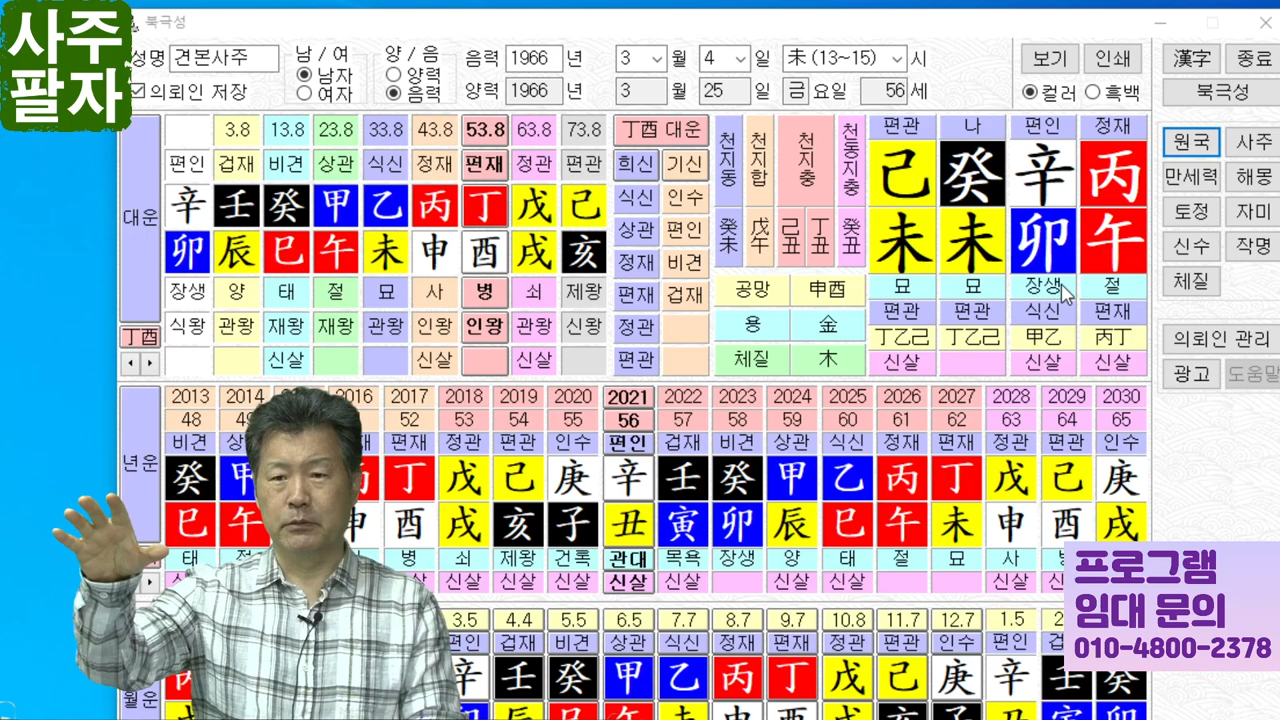 사주
팔자
북극성
성명 견본사주 남 / 여 양 / 음 음력 1966 년 3 월 4 일 未 (13~15) 시 보기 인쇄 漢字 종료
의뢰인 저장 남자 여자 양력 음력 양력 1966 년 3 월 25 일 금 요일 56 세 컬러 흑백 북극성
대운
3.8 13.8 23.8 33.8 43.8 53.8 63.8 73.8
편인 겁재 비견 상관 식신 정재 편재 정관 편관
辛 壬 癸 甲 乙 丙 丁 戊 己
卯 辰 巳 午 未 申 酉 戌 亥
장생 양 태 절 묘 사 병 쇠 제왕
식왕 관왕 재왕 재왕 관왕 인왕 인왕 관왕 신왕
丁酉 신살 신살 신살
丁酉 대운
희신 기신
식신 인수
상관 편인
정재 비견
편재 겁재
정관
편관
천지동 천지합 천지충 천동지충
癸未 戊午 己丑 丁丑 癸丑
공망 申酉
용 金
체질 木
편관 나 편인 정재
己 癸 辛 丙
未 未 卯 午
묘 묘 장생 절
편관 편관 식신 편재
丁乙己 丁乙己 甲乙 丙丁
신살 신살 신살
원국 사주
만세력 해몽
토정 자미
신수 작명
체질
의뢰인 관리
광고 도움말
년운
2013 2014 2016 2017 2018 2019 2020 2021 2022 2023 2024 2025 2026 2027 2028 2029 2030
48 52 53 54 55 56 57 58 59 60 61 62 63 64 65
비견 편재 정관 편관 인수 편인 겁재 비견 상관 식신 정재 편재 정관 편관 인수
癸 甲 丁 戊 己 庚 辛 壬 癸 甲 乙 丙 丁 戊 己 庚
巳 午 申 酉 戌 亥 子 丑 寅 卯 辰 巳 午 未 申 酉 戌
태 병 쇠 제왕 건록 관대 목욕 장생 양 태 절 묘 사
신살 신살 신살 신살 신살 신살 신살 신살 신살 신살
프로그램
임대 문의
010-4800-2378
월운
3.5 4.4 5.5 6.5 7.7 8.7 9.7 10.8 11.7 12.7 1.5
편인 겁재 비견 상관 식신 정재 편재 정관 편관 인수 편인
辛 壬 癸 甲 乙 丙 丁 戊 己 庚 辛 壬 癸